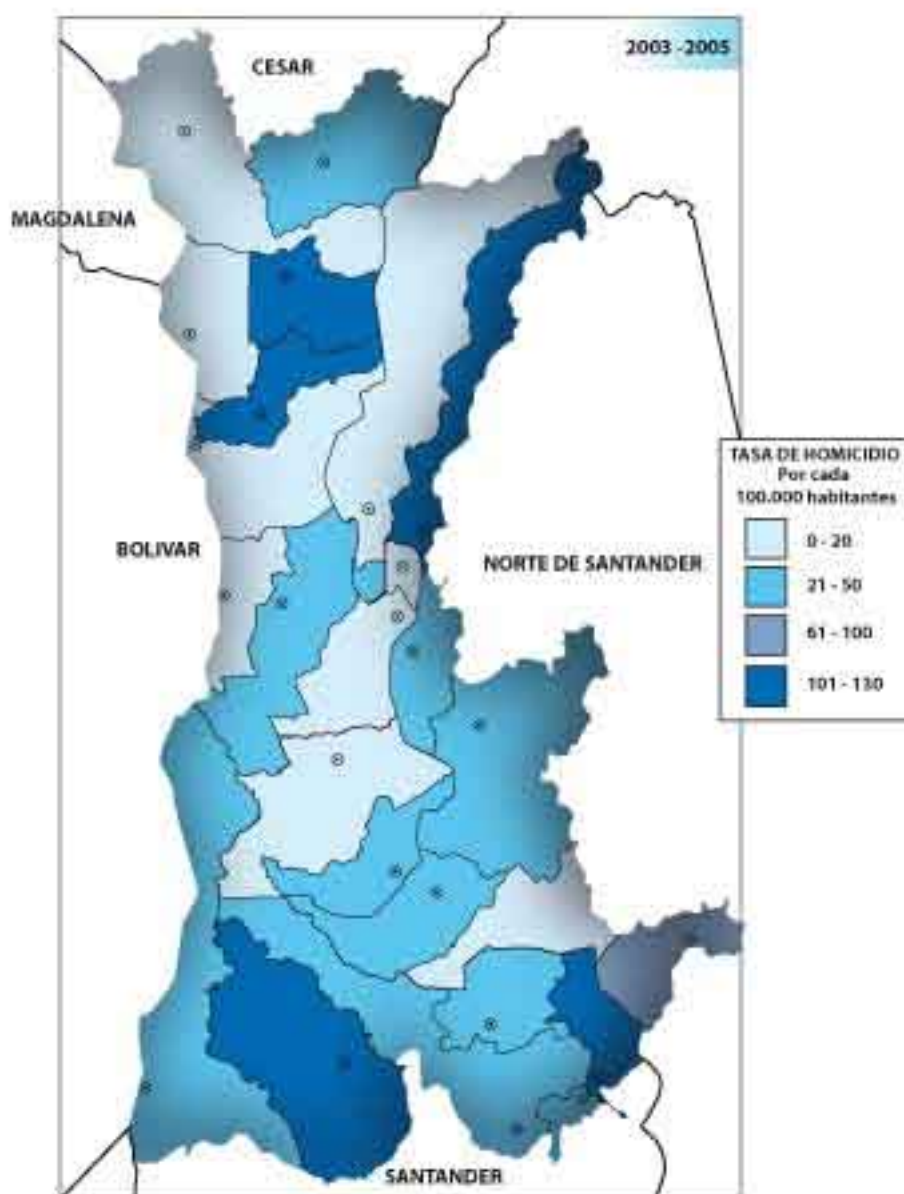 2003 -2005
CESAR
MAGDALENA
BOLIVAR
NORTE DE SANTANDER
TASA DE HOMICIDIO
Por cada
100.000 habitantes
0 - 20
21 - 50
61 - 100
101 - 130
SANTANDER